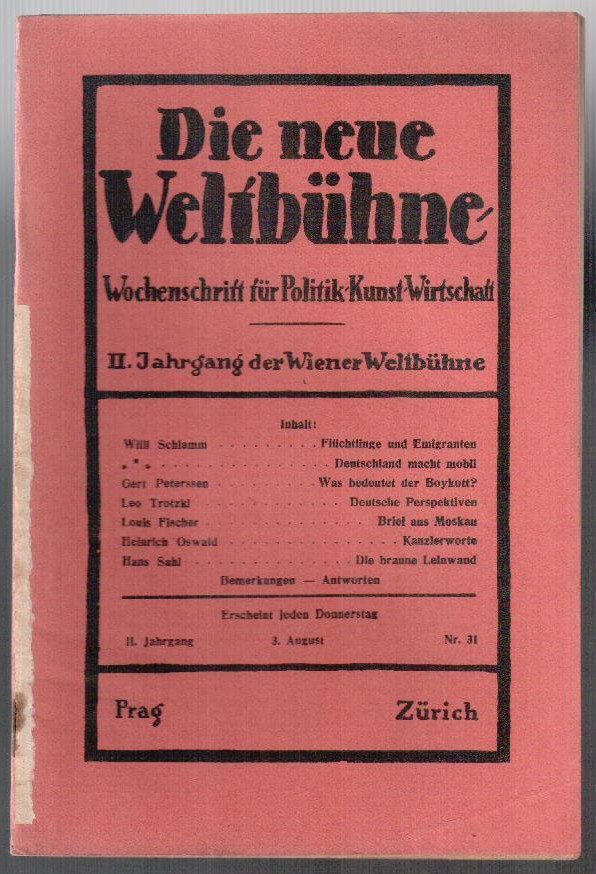 Die neue
Weltbühne
Wochenschrift für Politik-Kunst-Wirtschaft
II. Jahrgang der Wiener Weltbühne
Inhalt:
Willi Schlamm . . . . . . . . . Flüchtlinge und Emigranten
* * * . . . . . . . . . . . . . . Deutschland macht mobil
Gert Peterssen . . . . . . . . . Was bedeutet der Boykott?
Leo Trotzki . . . . . . . . . . . . Deutsche Perspektiven
Louis Fischer . . . . . . . . . . . . . Brief aus Moskau
Heinrich Oswald . . . . . . . . . . . . . Kanzlerworte
Hans Sahl . . . . . . . . . . . . . . Die braune Leinwand
Bemerkungen — Antworten
Erscheint jeden Donnerstag
II. Jahrgang 3. August Nr. 31
Prag Zürich